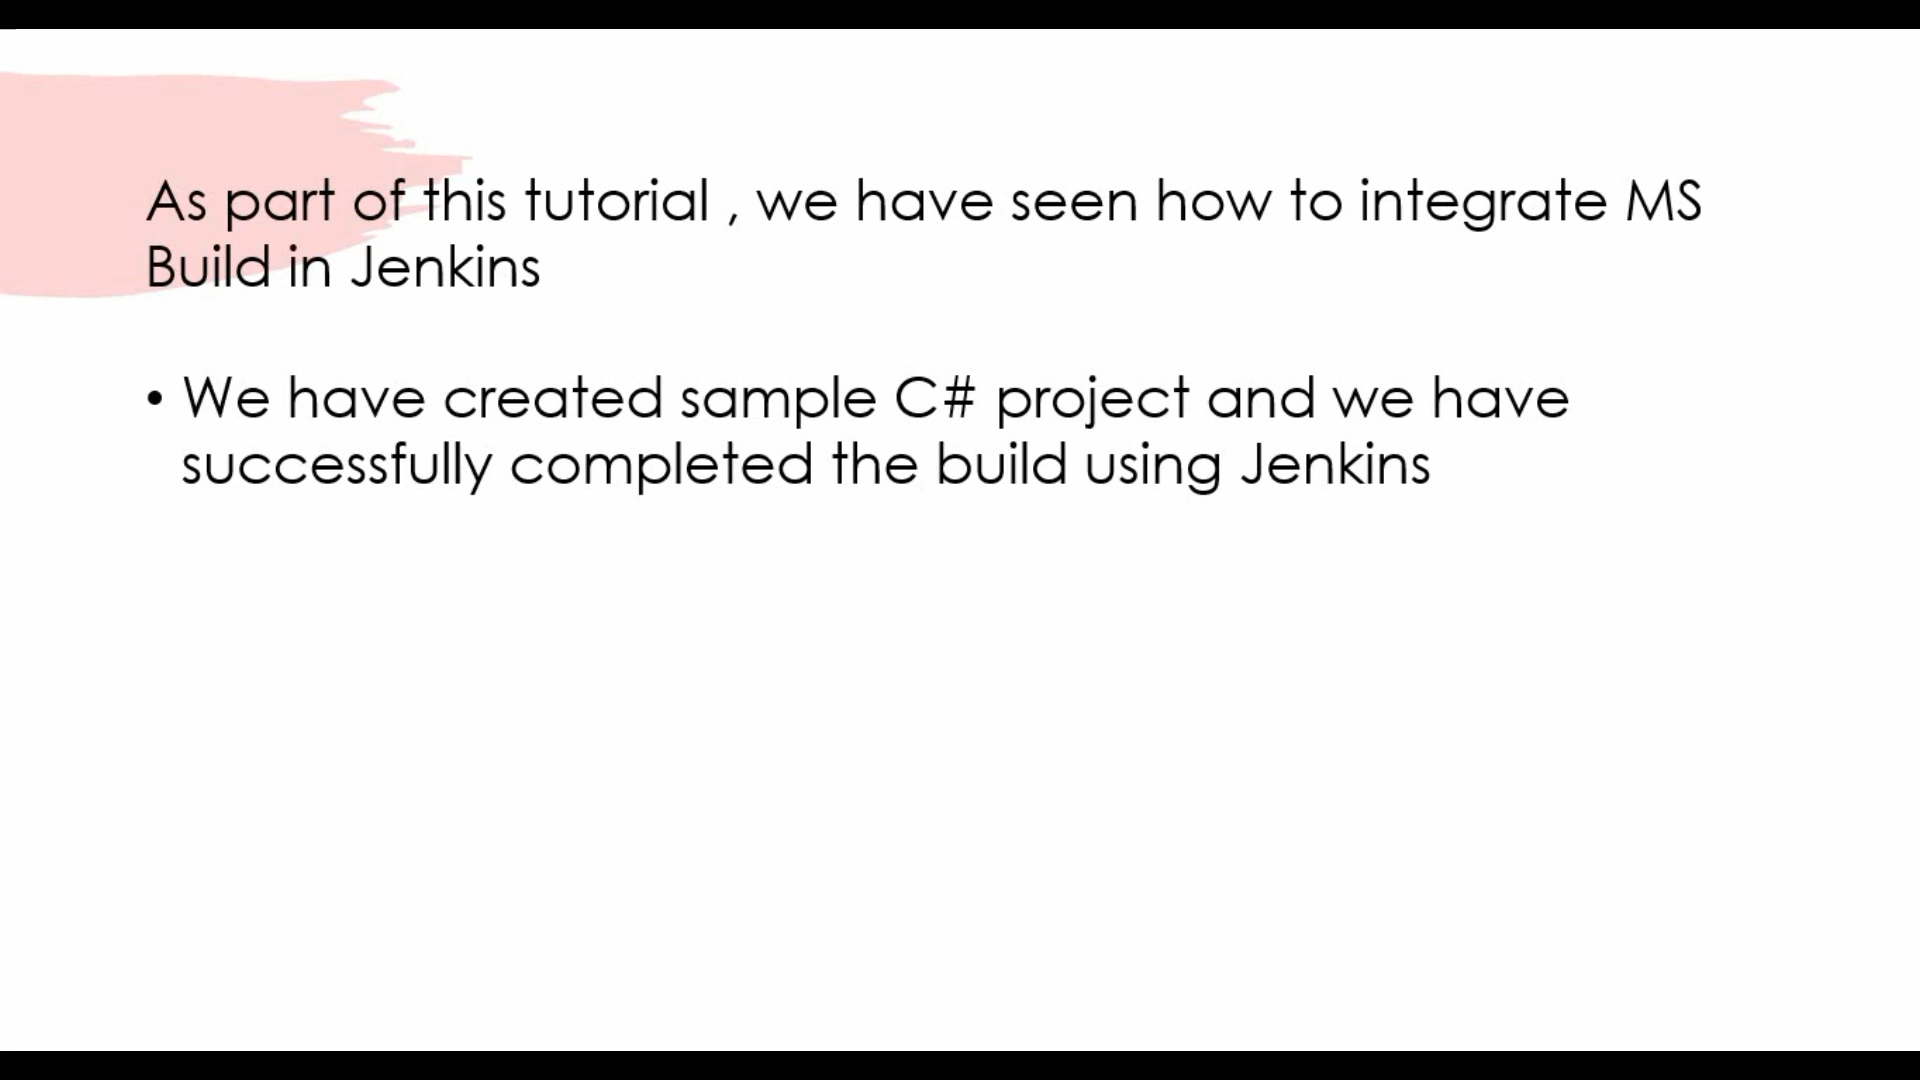 As part of this tutorial , we have seen how to integrate MS
Build in Jenkins
• We have created sample C# project and we have
successfully completed the build using Jenkins